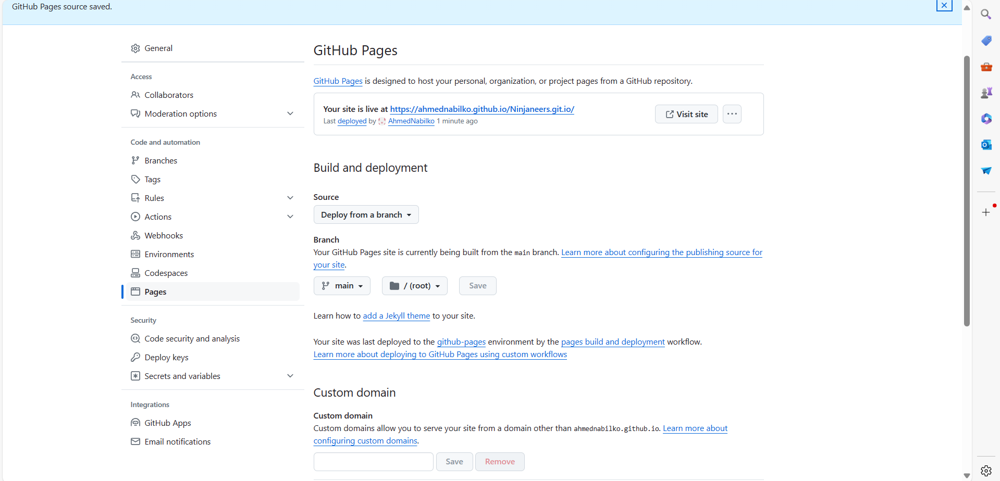 GitHub Pages source saved.
General
Access
Collaborators
Moderation options
Code and automation
Branches
Tags
Rules
Actions
Webhooks
Environments
Codespaces
Pages
Security
Code security and analysis
Deploy keys
Secrets and variables
Integrations
GitHub Apps
Email notifications
GitHub Pages
GitHub Pages is designed to host your personal, organization, or project pages from a GitHub repository.
Your site is live at https://ahmednabilko.github.io/Ninjaneers.git.io/
Last deployed by AhmedNabilko 1 minute ago
Visit site
Build and deployment
Source
Deploy from a branch
Branch
Your GitHub Pages site is currently being built from the main branch. Learn more about configuring the publishing source for
your site.
main / (root) Save
Learn how to add a Jekyll theme to your site.
Your site was last deployed to the github-pages environment by the pages build and deployment workflow.
Learn more about deploying to GitHub Pages using custom workflows
Custom domain
Custom domain
Custom domains allow you to serve your site from a domain other than ahmednabilko.github.io. Learn more about
configuring custom domains.
Save Remove